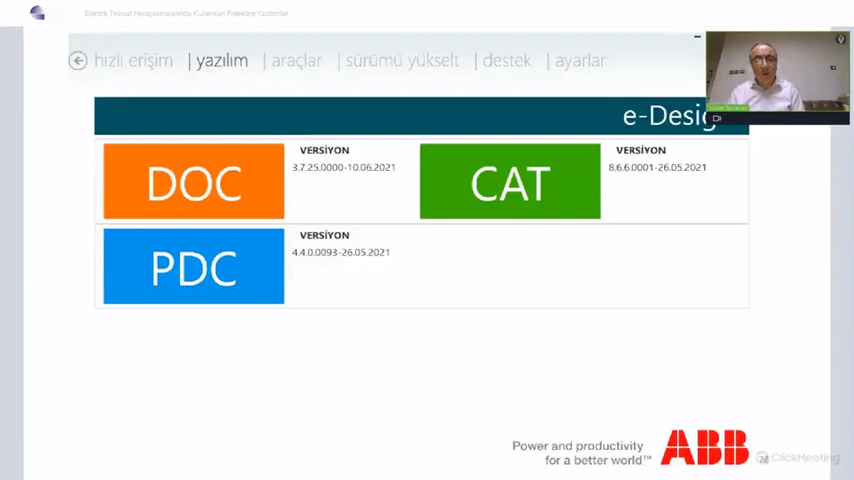 Elektrik Tesisat Hesaplamalarında Kullanılan Freeware Yazılımlar
hızlı erişim | yazılım | araçlar | sürümü yükselt | destek | ayarlar
e-Desig
DOC
VERSİYON
3.7.25.0000-10.06.2021
CAT
VERSİYON
8.6.6.0001-26.05.2021
PDC
VERSİYON
4.4.0.0093-26.05.2021
Power and productivity
for a better world™
ABB
28
ClickMeeting